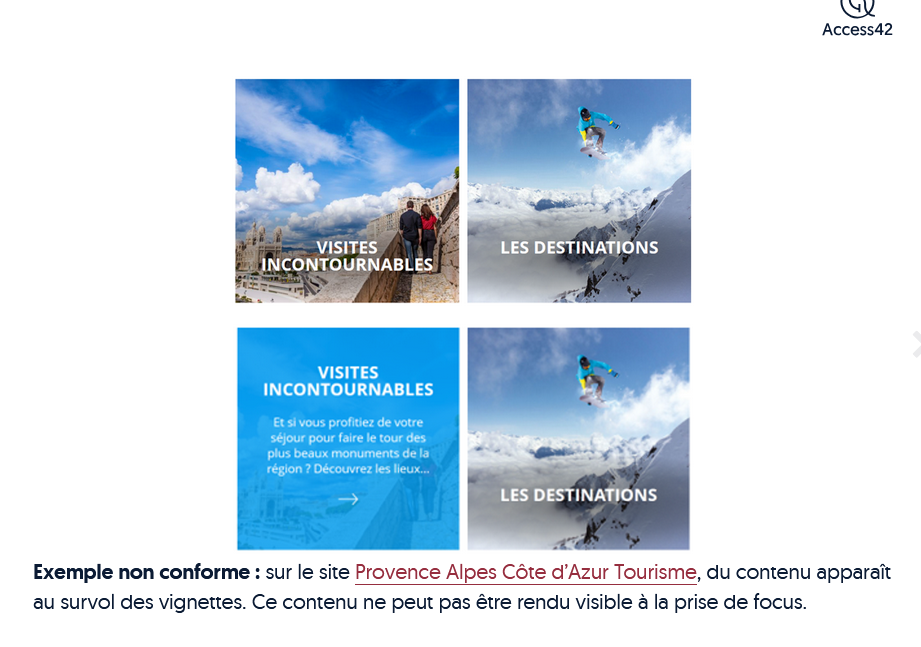 Access42
VISITES
INCONTOURNABLES
LES DESTINATIONS
VISITES
INCONTOURNABLES
Et si vous profitiez de votre
séjour pour faire le tour des
plus beaux monuments de la
région ? Découvrez les lieux...
LES DESTINATIONS
Exemple non conforme : sur le site Provence Alpes Côte d’Azur Tourisme, du contenu apparaît
au survol des vignettes. Ce contenu ne peut pas être rendu visible à la prise de focus.